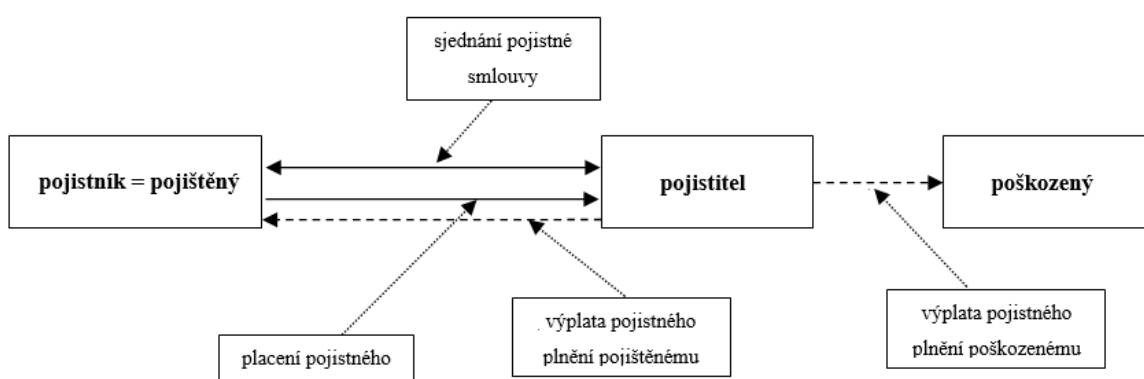 sjednání pojistné
smlouvy
pojistník = pojištěný
pojistitel
poškozený
placení pojistného
výplata pojistného
plnění pojištěnému
výplata pojistného
plnění poškozenému